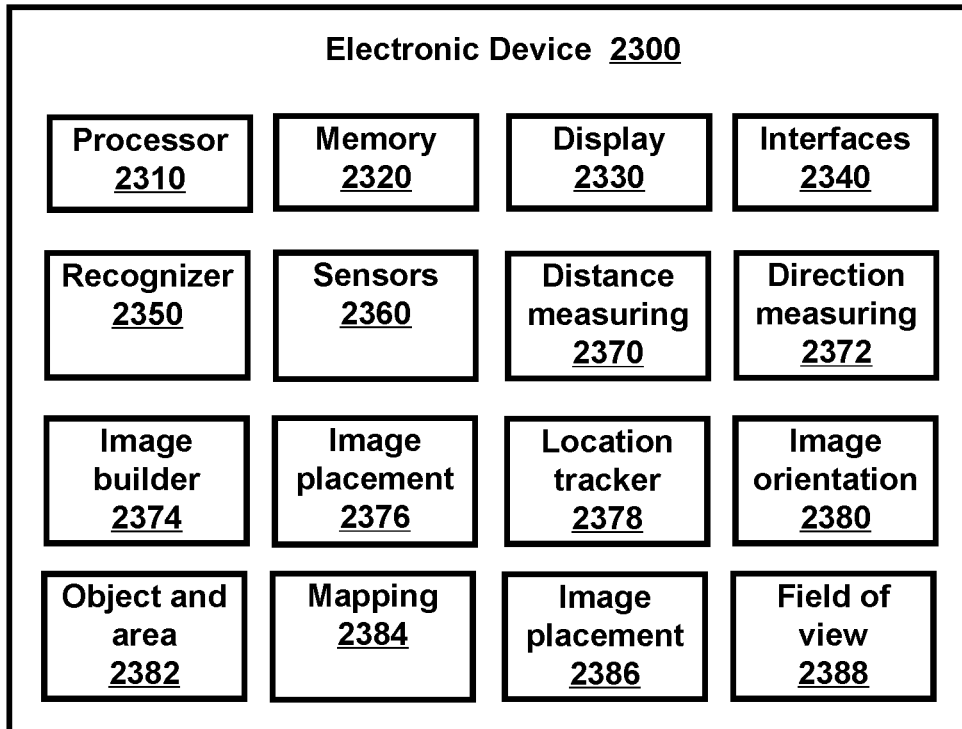 Electronic Device 2300
Processor
2310
Memory
2320
Display
2330
Interfaces
2340
Recognizer
2350
Sensors
2360
Distance
measuring
2370
Direction
measuring
2372
Image
builder
2374
Image
placement
2376
Location
tracker
2378
Image
orientation
2380
Object and
area
2382
Mapping
2384
Image
placement
2386
Field of
view
2388